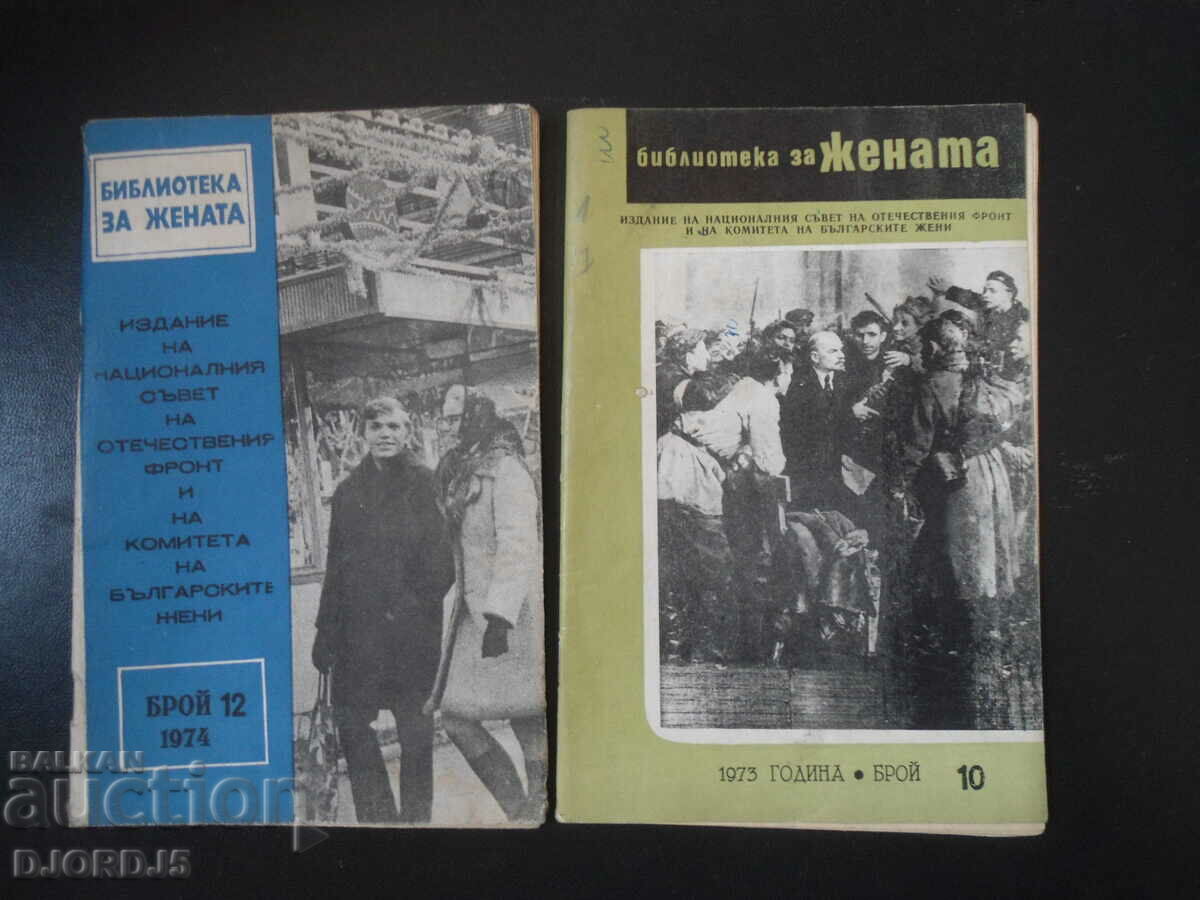 БИБЛИОТЕКА
ЗА ЖЕНАТА
ИЗДАНИЕ
НА
НАЦИОНАЛНИЯ
СЪВЕТ
НА
ОТЕЧЕСТВЕНИЯ
ФРОНТ
И
НА
КОМИТЕТА
НА
БЪЛГАРСКИТЕ
ЖЕНИ
БРОЙ 12
1974
библиотека за жената
ИЗДАНИЕ НА НАЦИОНАЛНИЯ СЪВЕТ НА ОТЕЧЕСТВЕНИЯ ФРОНТ
И НА КОМИТЕТА НА БЪЛГАРСКИТЕ ЖЕНИ
1973 ГОДИНА • БРОЙ 10
BALKAN
auction
DJORDJ5